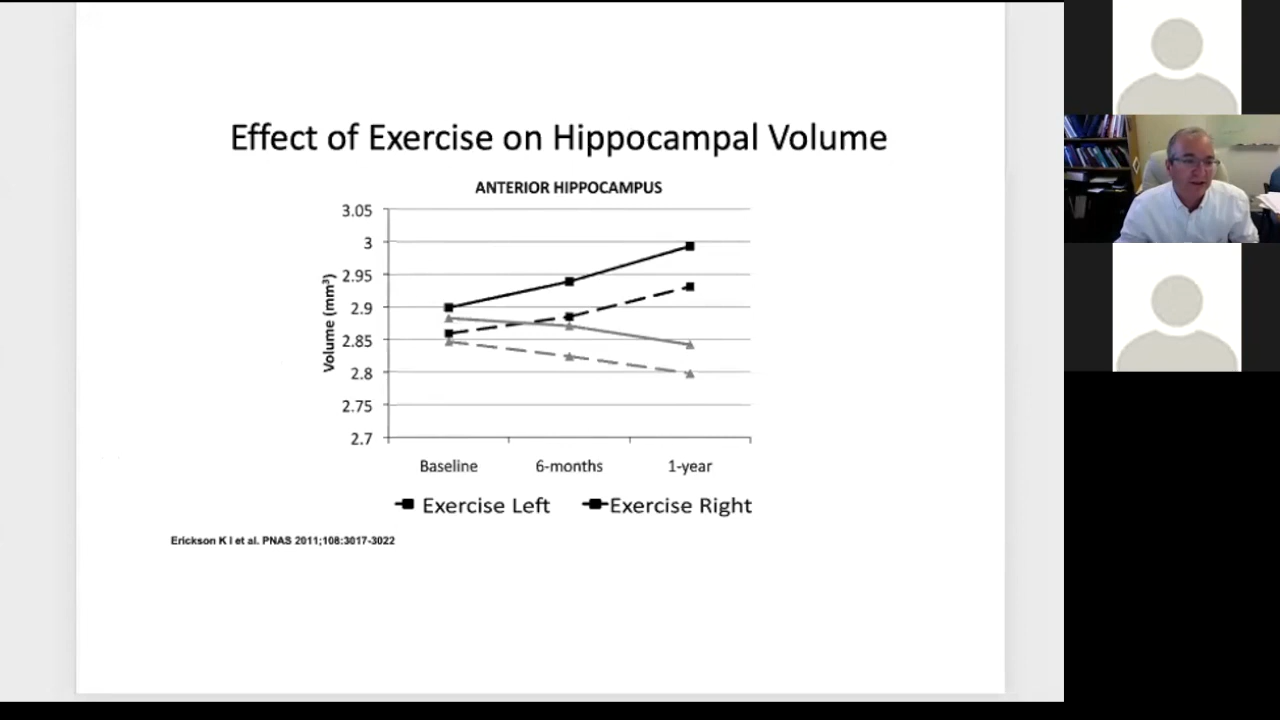 Effect of Exercise on Hippocampal Volume
ANTERIOR HIPPOCAMPUS
Volume (mm³)
3.05
3
2.95
2.9
2.85
2.8
2.75
2.7
Baseline 6-months 1-year
Exercise Left Exercise Right
Erickson K I et al. PNAS 2011;108:3017-3022